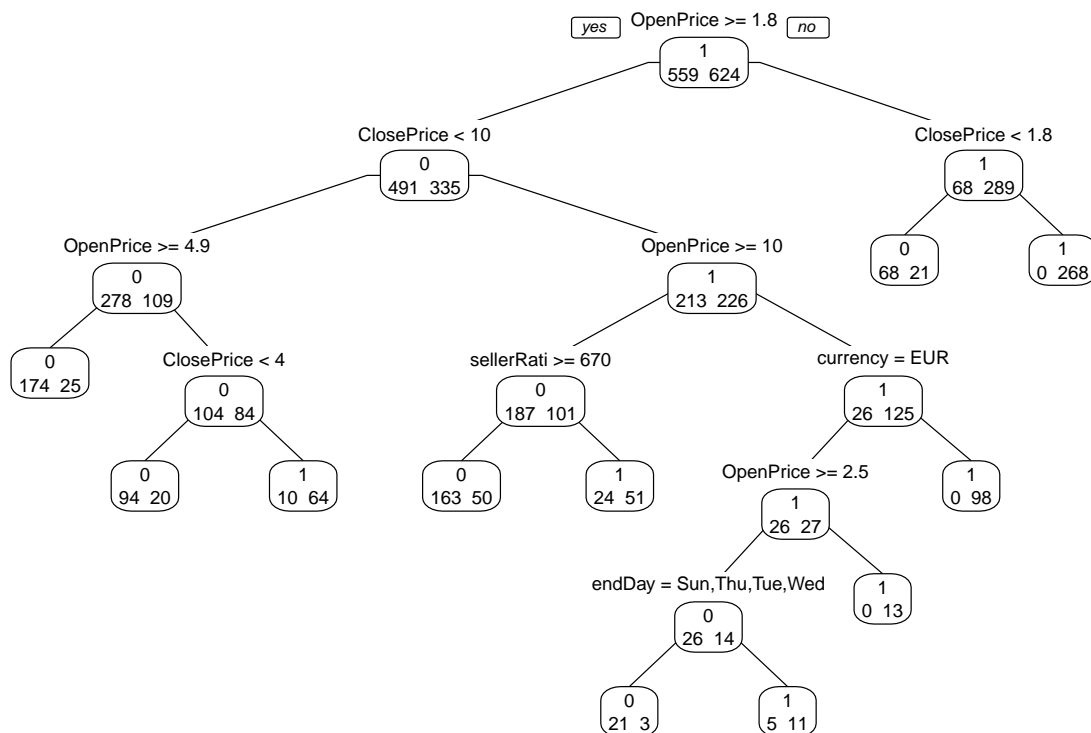 yes OpenPrice >= 1.8 no
1
559 624
ClosePrice < 10 ClosePrice < 1.8
0 1
491 335 68 289
OpenPrice >= 4.9 OpenPrice >= 10 0 1
68 21 0 268
0 1
278 109 213 226
0 ClosePrice < 4 sellerRati >= 670 currency = EUR
174 25
0 0 1
104 84 187 101 26 125
0 1 0 1 OpenPrice >= 2.5 1
94 20 10 64 163 50 24 51 0 98
1
26 27
endDay = Sun,Thu,Tue,Wed 1
0 13
0
26 14
0 1
21 3 5 11